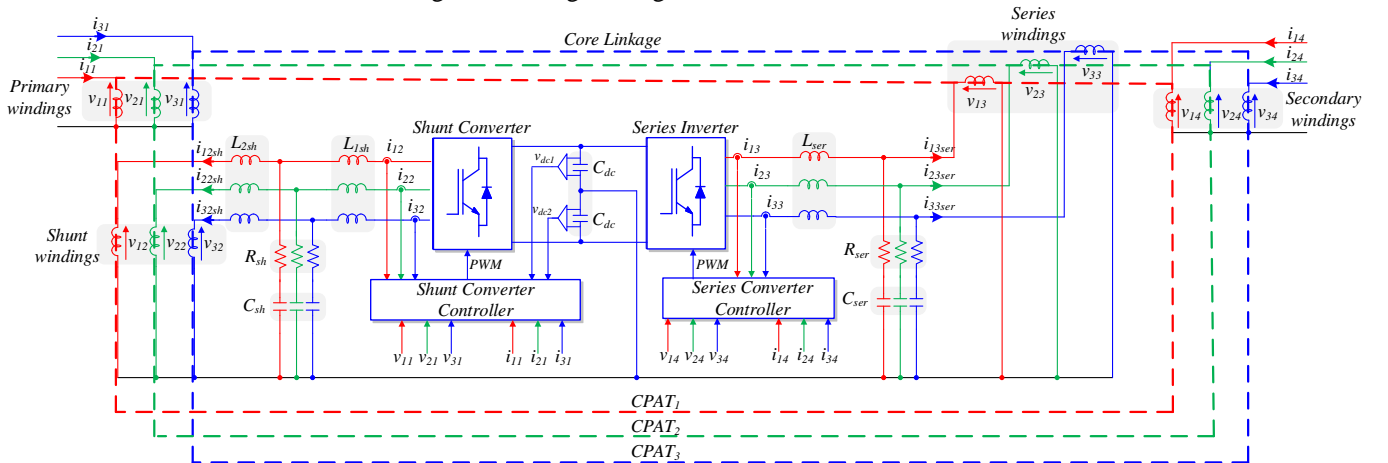 i31
i21
i11
Primary
windings
v11
v21
v31
Core Linkage
Series
windings
v13
v23
v33
i14
i24
i34
v14
v24
v34
Secondary
windings
i12sh
i22sh
i32sh
L2sh
L1sh
i12
i22
i32
Shunt Converter
vdc1
vdc2
Cdc
Cdc
Series Inverter
i13
i23
i33
Lser
i13ser
i23ser
i33ser
Shunt
windings
v12
v22
v32
Rsh
Csh
PWM
Shunt Converter
Controller
v11
v21
v31
i11
i21
i31
PWM
Series Converter
Controller
v14
v24
v34
i14
i24
i34
Rser
Cser
CPAT1
CPAT2
CPAT3